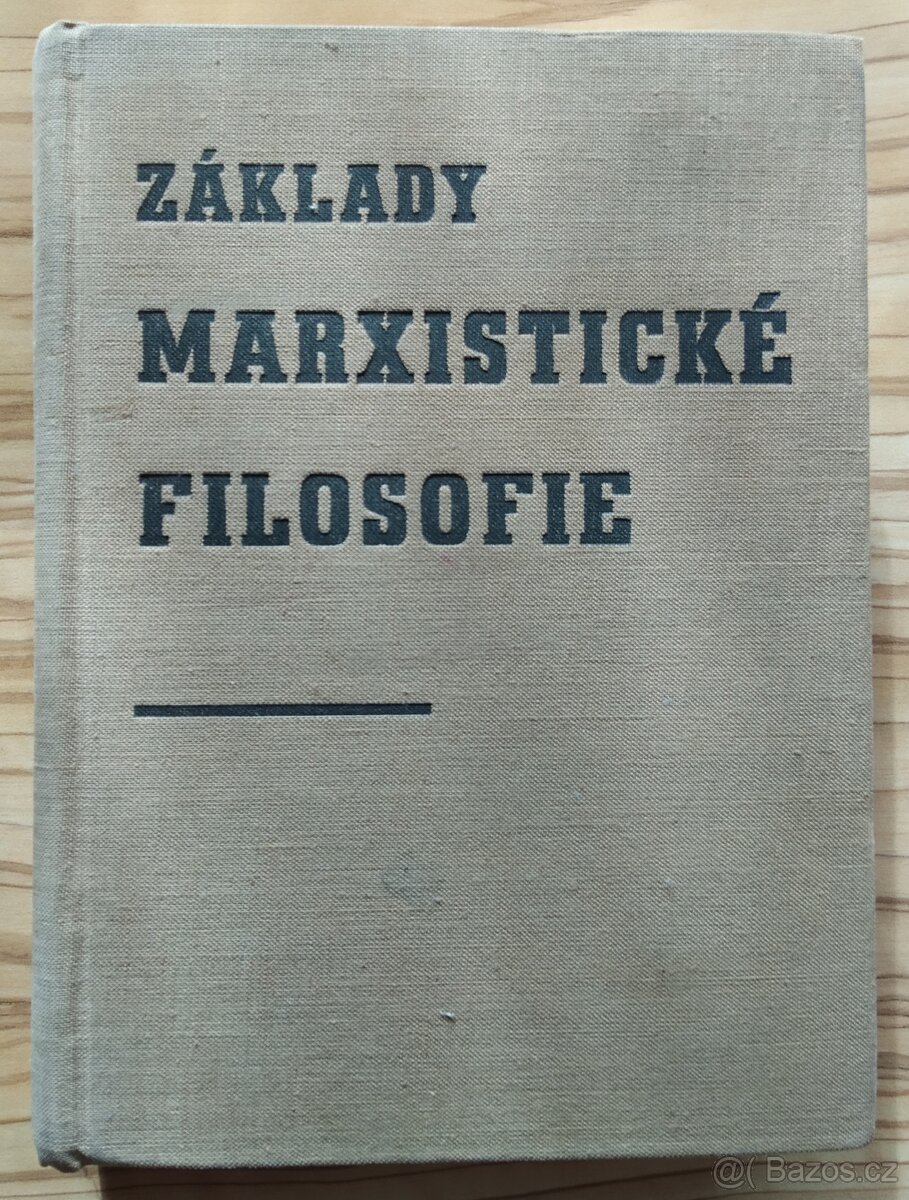 ZÁKLADY
MARXISTICKÉ
FILOSOFIE
@( Bazos.cz